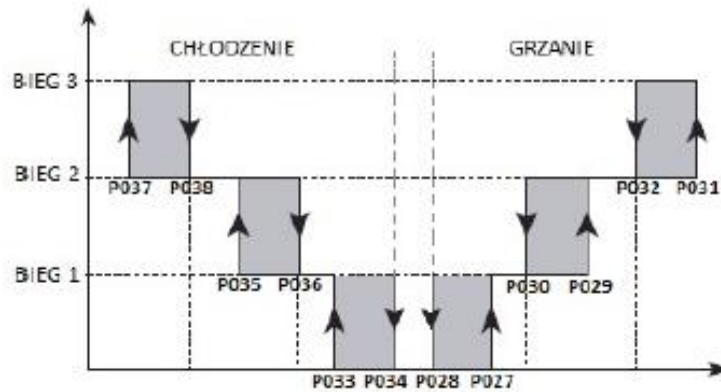 CHŁODZENIE GRZANIE
BIEG 3
BIEG 2
P037 P038 P032 P031
BIEG 1
P035 P036 P030 P029
P033 P034 P028 P027